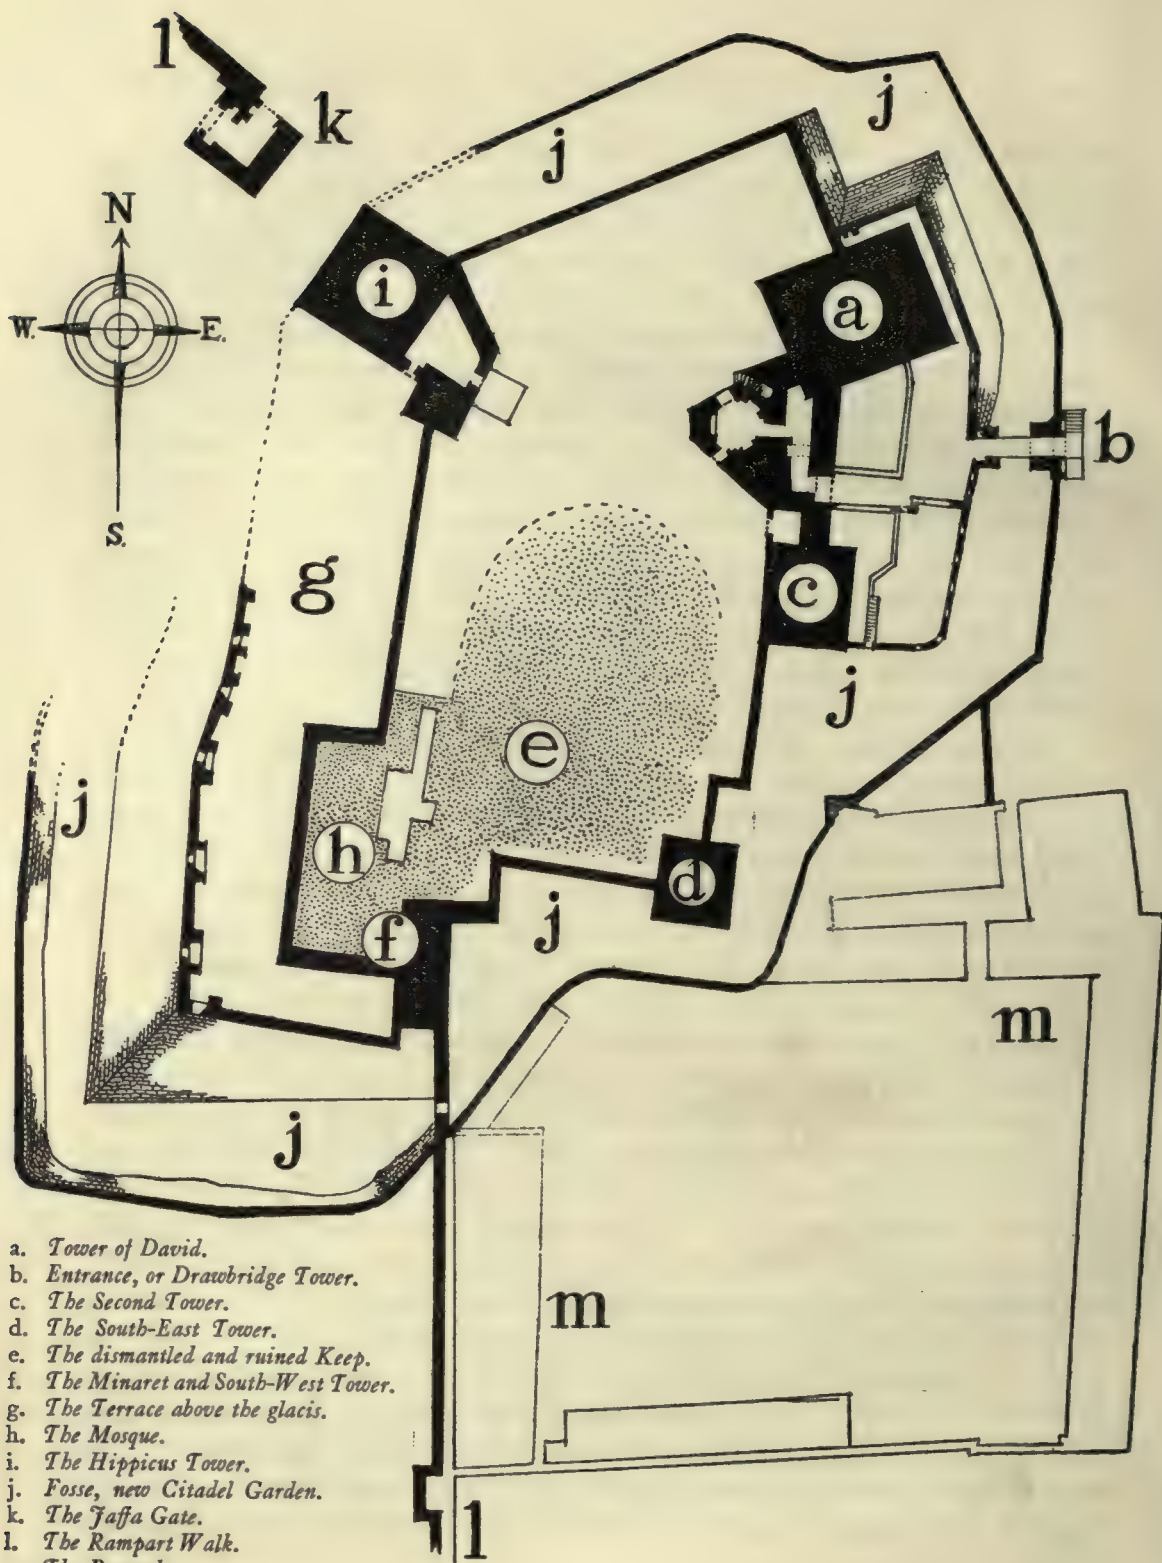 l
k
j
j
N
W.
E.
S.
i
a
b
g
c
j
e
j
h
d
f
j
m
j
m
l
a. Tower of David.
b. Entrance, or Drawbridge Tower.
c. The Second Tower.
d. The South-East Tower.
e. The dismantled and ruined Keep.
f. The Minaret and South-West Tower.
g. The Terrace above the glacis.
h. The Mosque.
i. The Hippicus Tower.
j. Fosse, new Citadel Garden.
k. The Jaffa Gate.
l. The Rampart Walk.